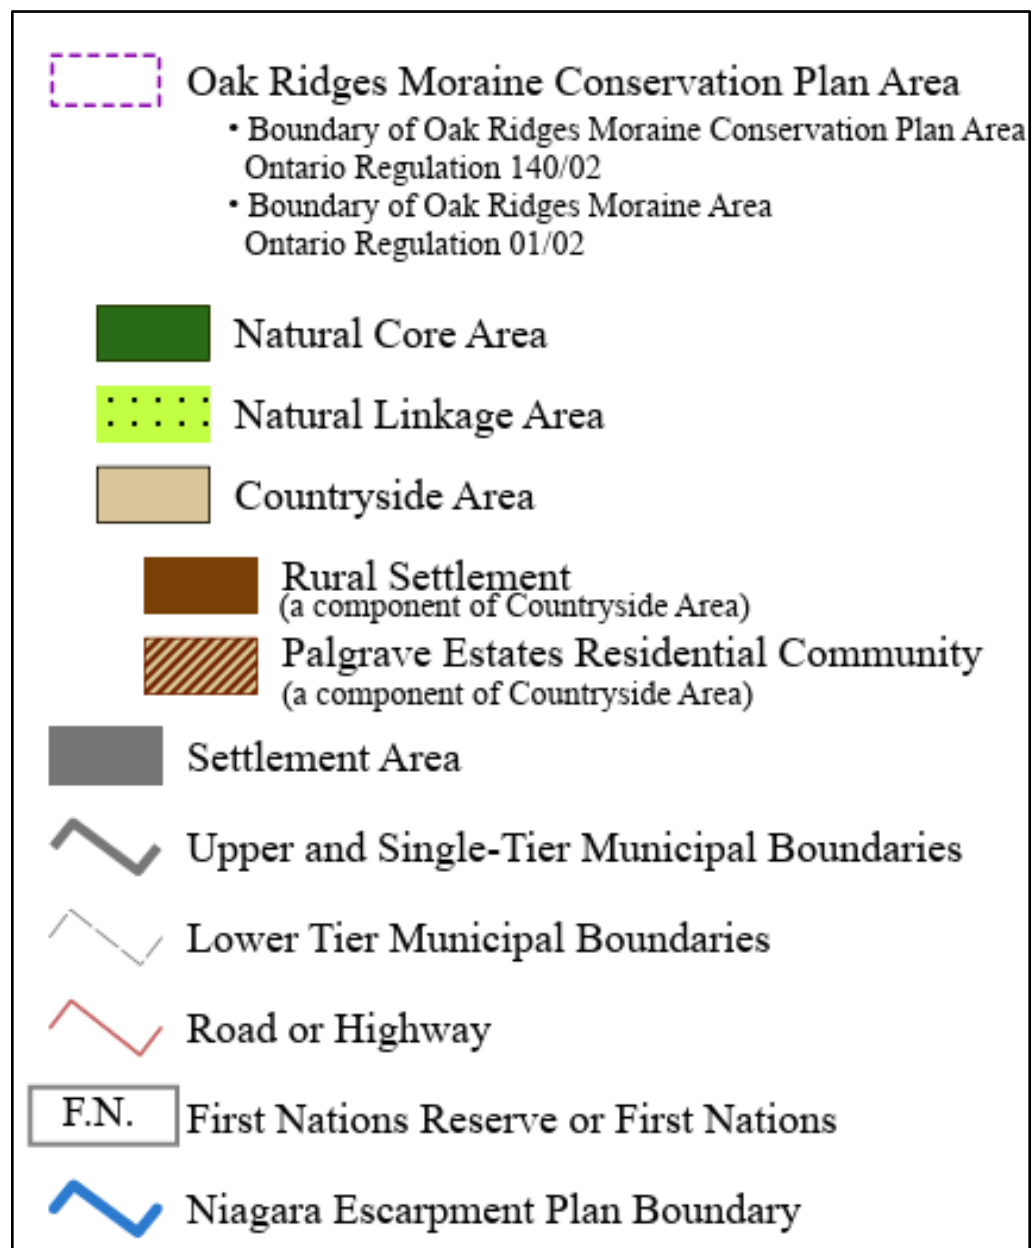 Oak Ridges Moraine Conservation Plan Area
• Boundary of Oak Ridges Moraine Conservation Plan Area
Ontario Regulation 140/02
• Boundary of Oak Ridges Moraine Area
Ontario Regulation 01/02
Natural Core Area
Natural Linkage Area
Countryside Area
Rural Settlement
(a component of Countryside Area)
Palgrave Estates Residential Community
(a component of Countryside Area)
Settlement Area
Upper and Single-Tier Municipal Boundaries
Lower Tier Municipal Boundaries
Road or Highway
F.N. First Nations Reserve or First Nations
Niagara Escarpment Plan Boundary